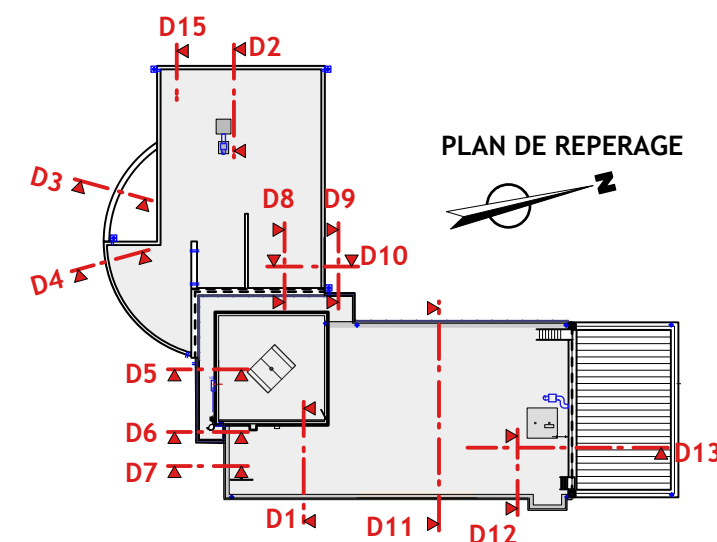 D15
D2
PLAN DE REPERAGE
N
D3
D8
D9
D10
D4
D5
D6
D7
D13
D1
D11
D12